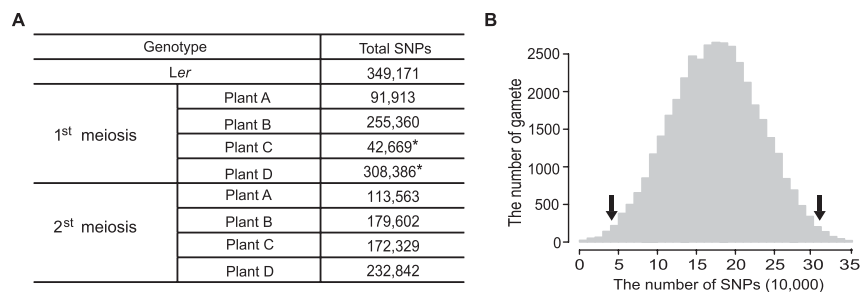 A
Genotype Total SNPs
Ler 349,171
1st meiosis
Plant A 91,913
Plant B 255,360
Plant C 42,669*
Plant D 308,386*
2st meiosis
Plant A 113,563
Plant B 179,602
Plant C 172,329
Plant D 232,842
B
The number of gamete
2500
2000
1500
1000
500
0
0 5 10 15 20 25 30 35
The number of SNPs (10,000)